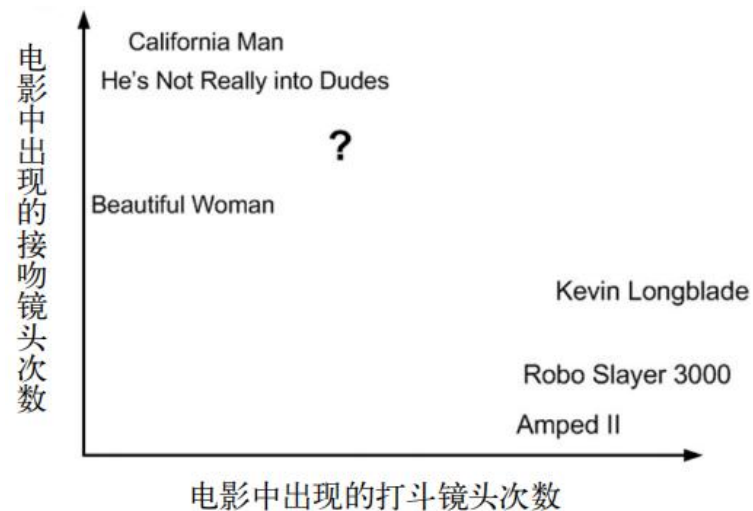 电影中出现的接吻镜头次数
California Man
He's Not Really into Dudes
?
Beautiful Woman
Kevin Longblade
Robo Slayer 3000
Amped II
电影中出现的打斗镜头次数